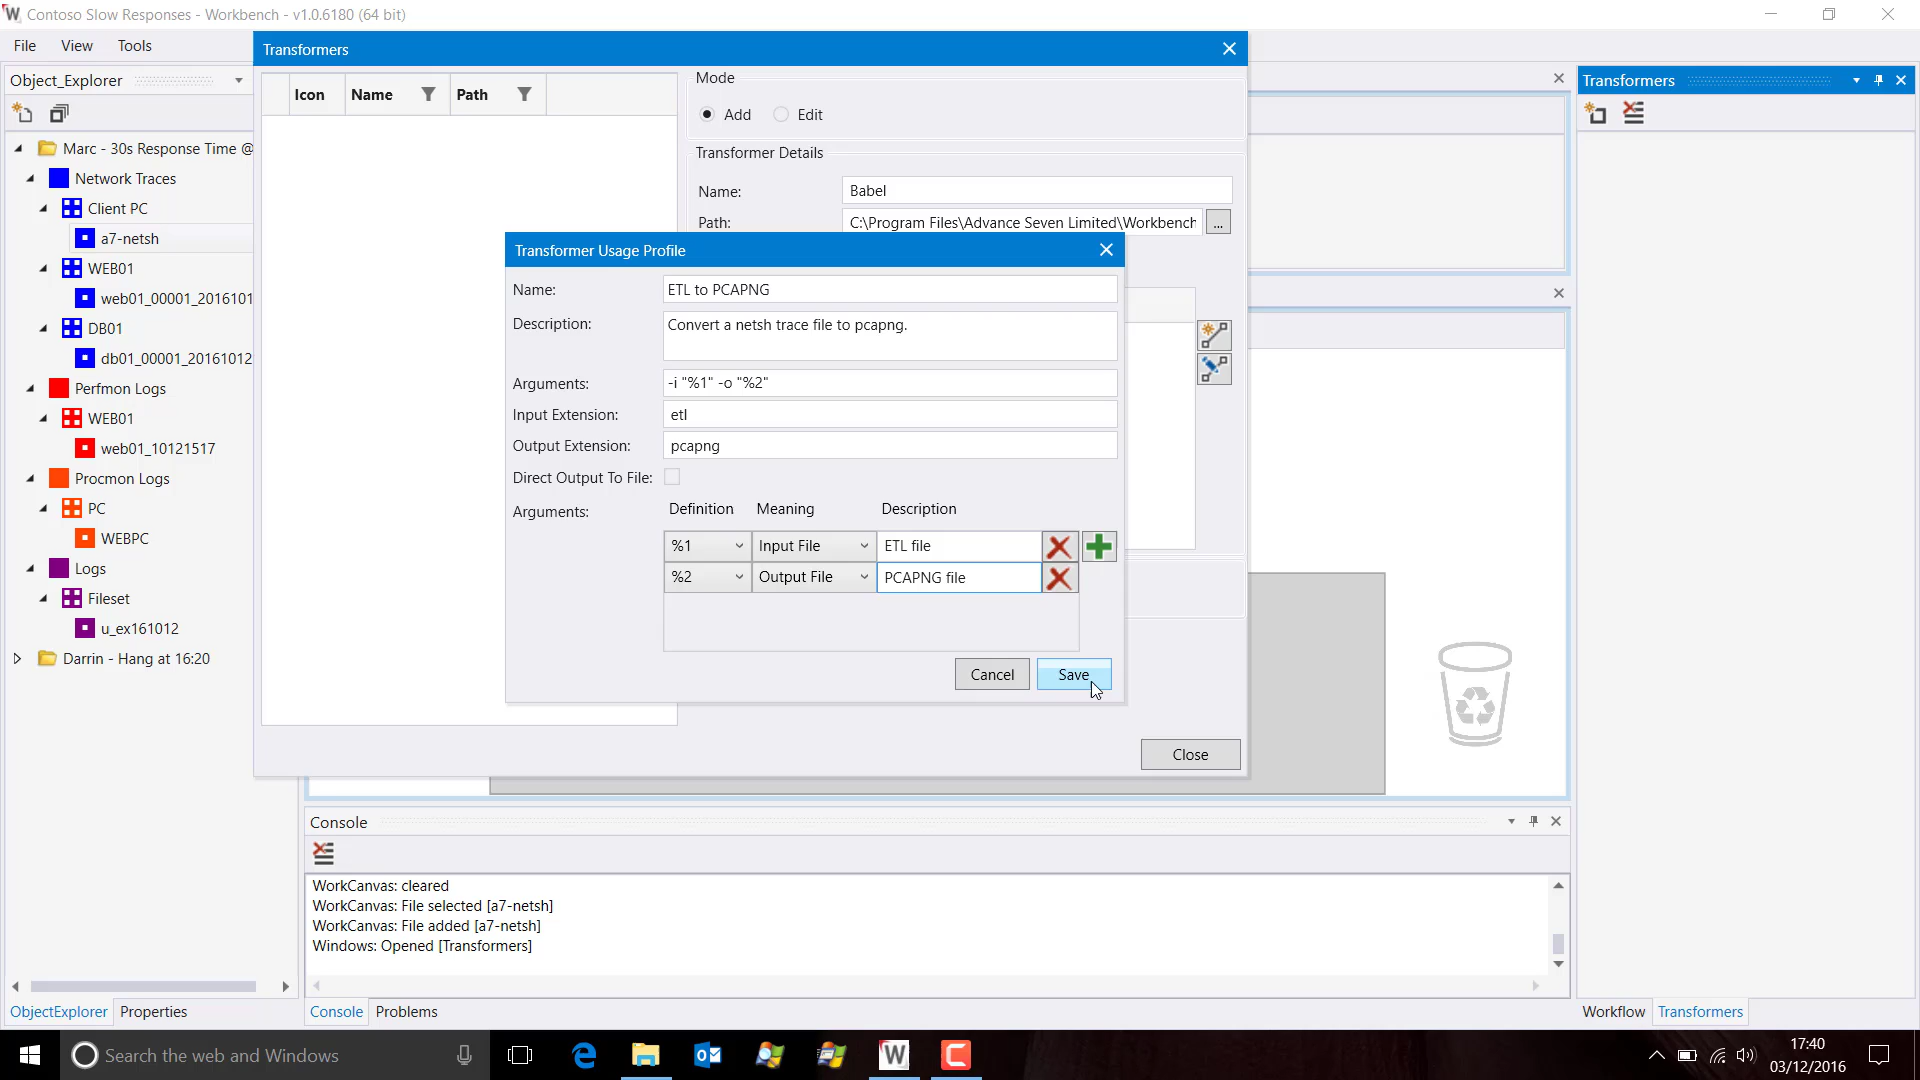 Contoso Slow Responses - Workbench - v1.0.6180 (64 bit)
File View Tools
Object_Explorer
Marc - 30s Response Time @
Network Traces
Client PC
a7-netsh
WEB01
web01_00001_2016101
DB01
db01_00001_20161012
Perfmon Logs
WEB01
web01_10121517
Procmon Logs
PC
WEBPC
Logs
Fileset
u_ex161012
Darrin - Hang at 16:20
ObjectExplorer Properties
Transformers
Icon Name Path
Mode
Add Edit
Transformer Details
Name: Babel
Path: C:\Program Files\Advance Seven Limited\Workbench ...
Transformer Usage Profile
Name: ETL to PCAPNG
Description: Convert a netsh trace file to pcapng.
Arguments: -i "%1" -o "%2"
Input Extension: etl
Output Extension: pcapng
Direct Output To File:
Arguments: Definition Meaning Description
%1 Input File ETL file
%2 Output File PCAPNG file
Cancel Save
Close
Console
WorkCanvas: cleared
WorkCanvas: File selected [a7-netsh]
WorkCanvas: File added [a7-netsh]
Windows: Opened [Transformers]
Console Problems
Transformers
Workflow Transformers
Search the web and Windows
17:40
03/12/2016